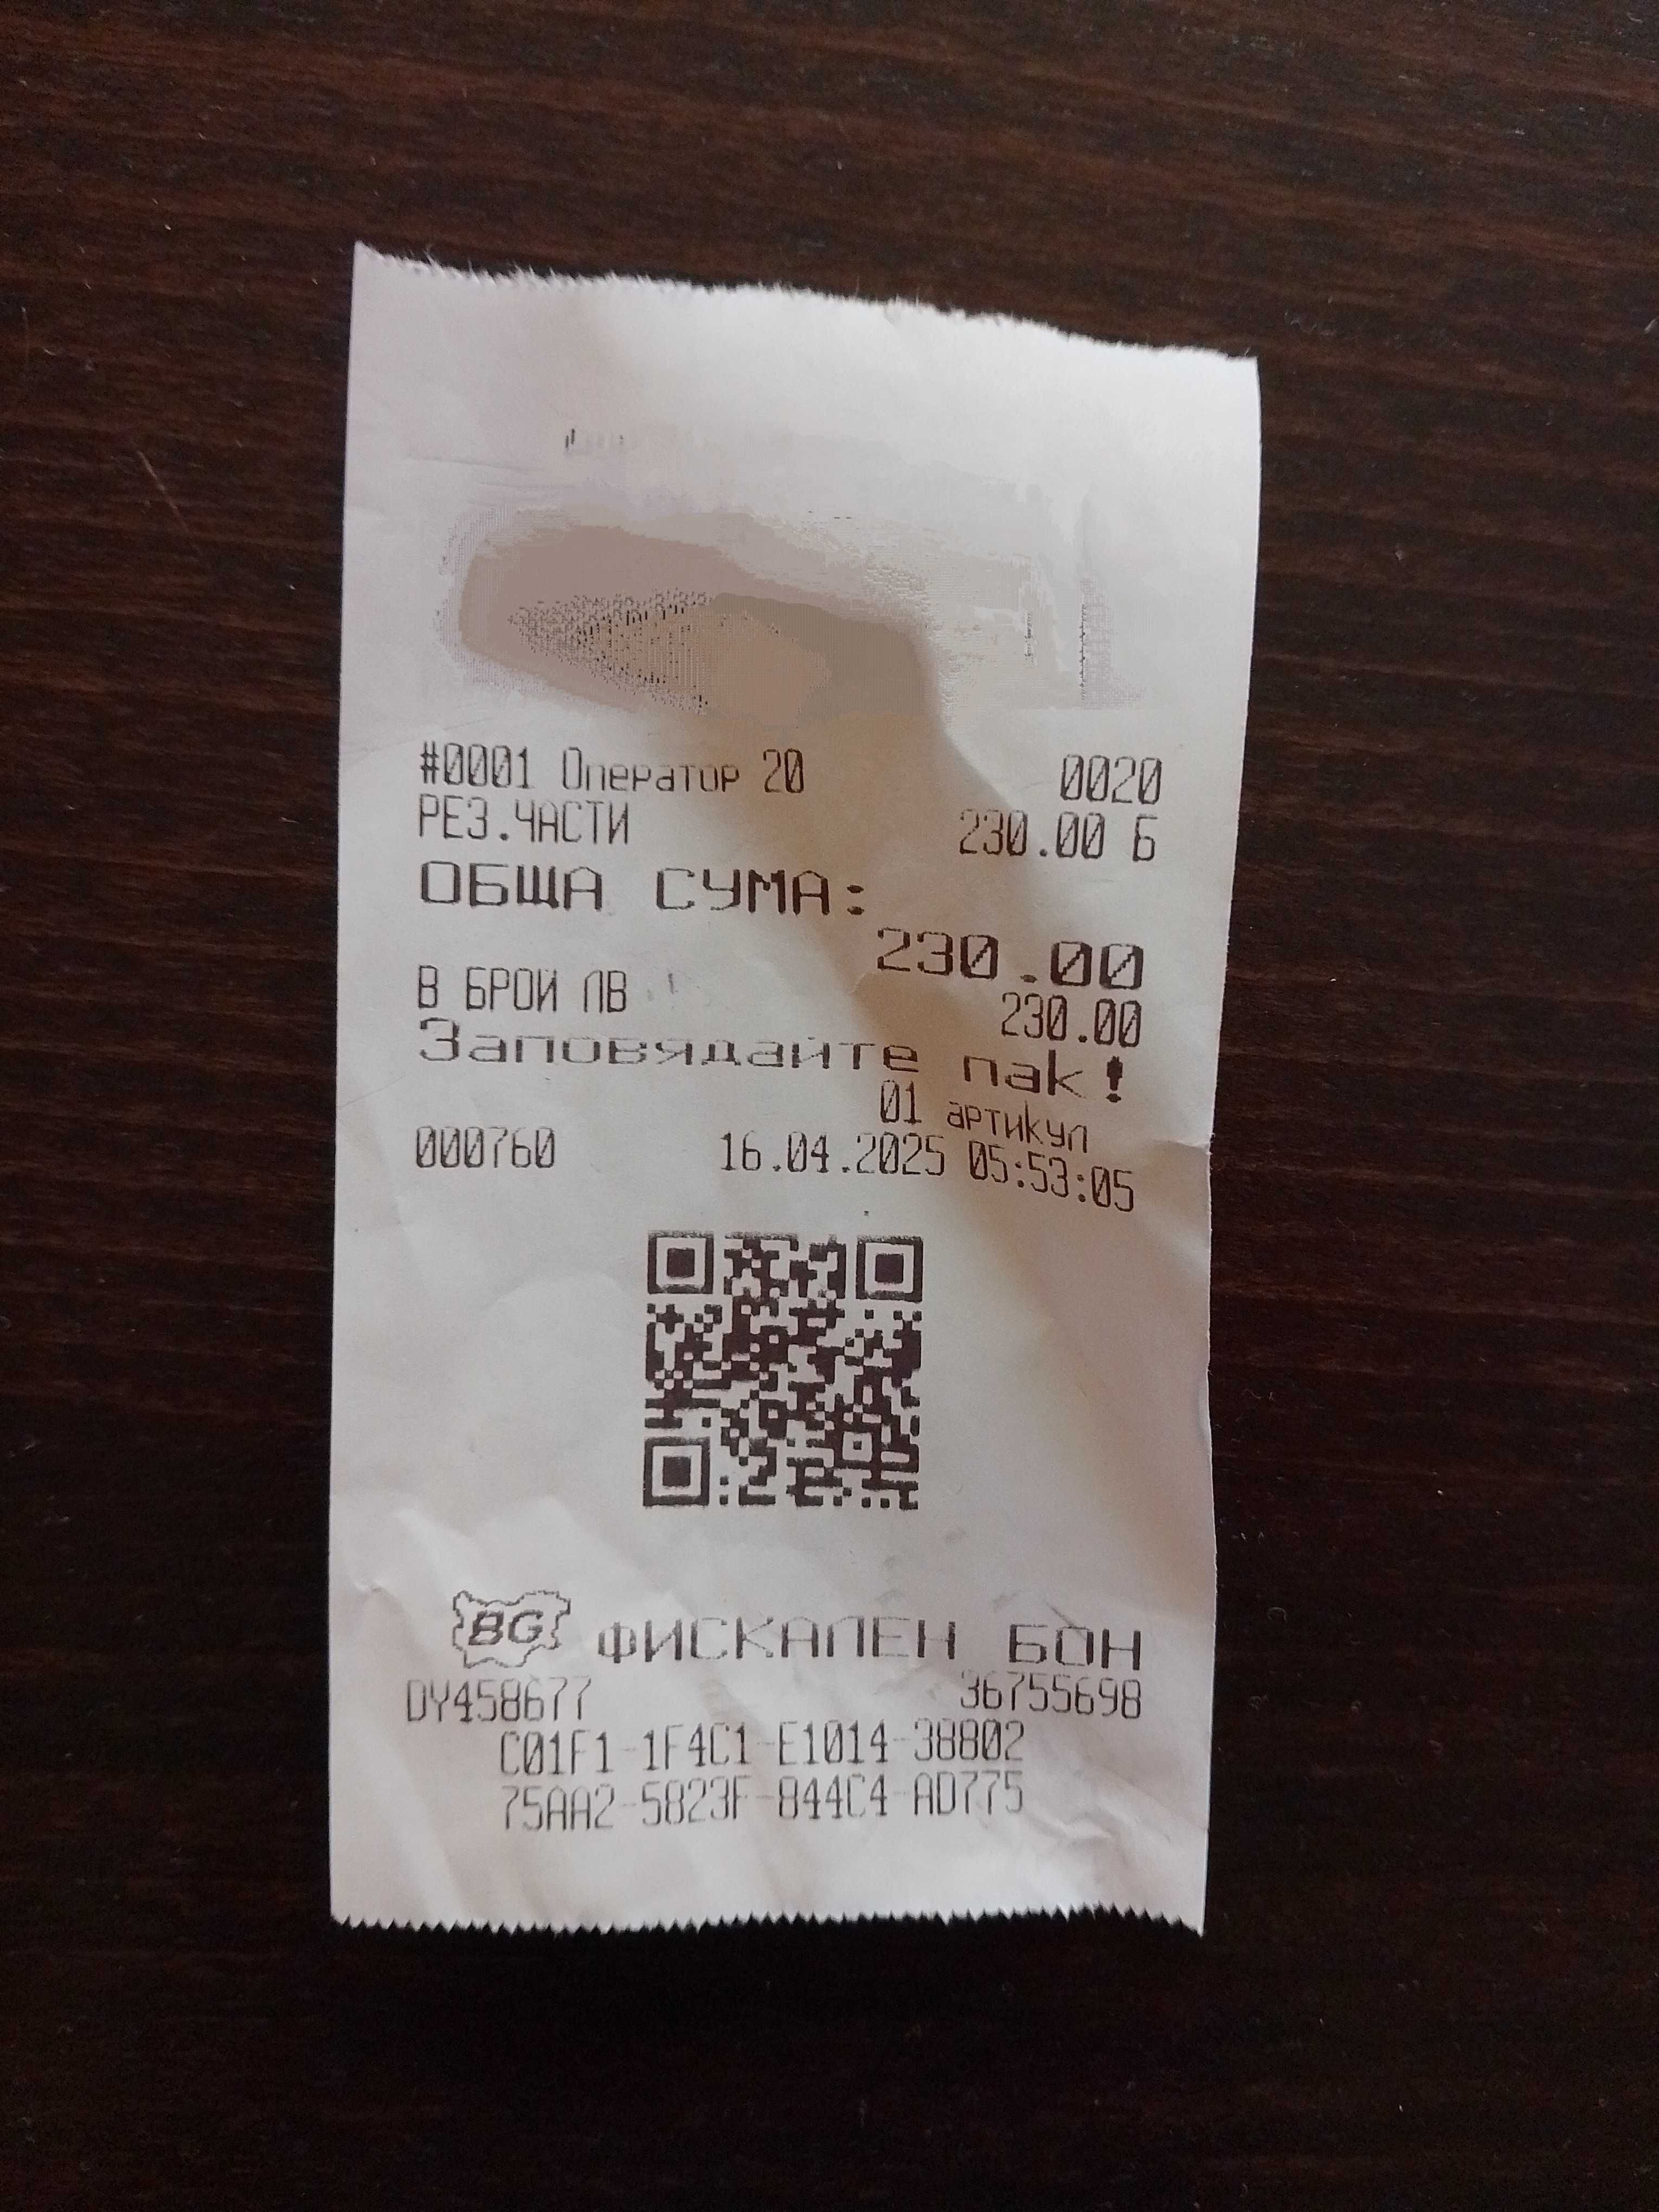 #0001 Оператор 20 0020
РЕЗ.ЧАСТИ 230.00 Б
ОБЩА СУМА:
230.00
В БРОЙ ЛВ 230.00
Заповядайте пак!
01 артикул
000760 16.04.2025 05:53:05
BG ФИСКАЛЕН БОН
DY458677 36755698
C01F1-1F4C1-E1014-38802
75AA2-5823F-844C4-AD775